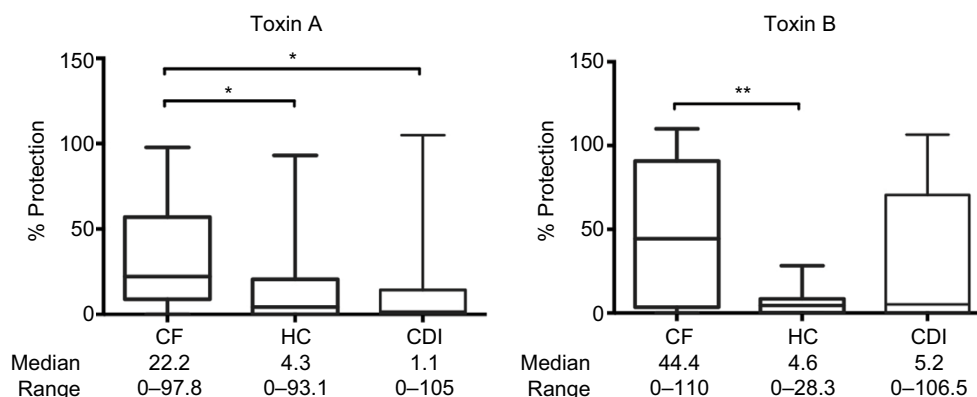 Toxin A
150
100
50
0
% Protection
*
*
CF HC CDI
Median 22.2 4.3 1.1
Range 0–97.8 0–93.1 0–105
Toxin B
150
100
50
0
% Protection
**
CF HC CDI
Median 44.4 4.6 5.2
Range 0–110 0–28.3 0–106.5